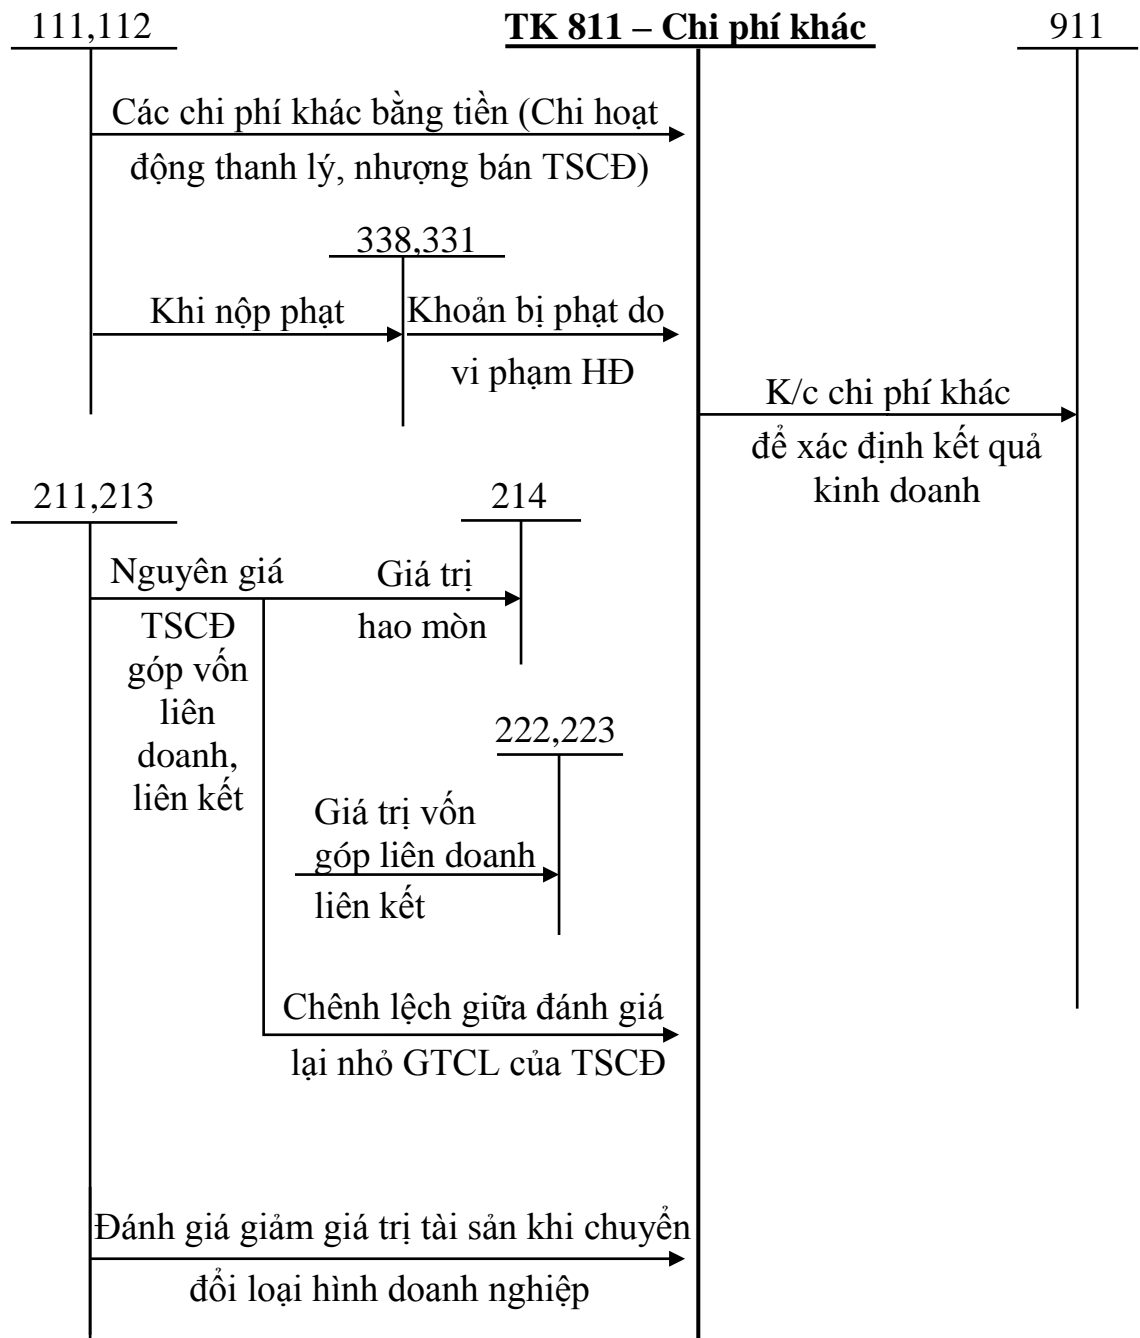 111,112
TK 811 – Chi phí khác
911
Các chi phí khác bằng tiền (Chi hoạt
động thanh lý, nhượng bán TSCĐ)
338,331
Khi nộp phạt
Khoản bị phạt do
vi phạm HĐ
K/c chi phí khác
để xác định kết quả
kinh doanh
211,213
214
Nguyên giá
TSCĐ
góp vốn
liên
doanh,
liên kết
Giá trị
hao mòn
222,223
Giá trị vốn
góp liên doanh
liên kết
Chênh lệch giữa đánh giá
lại nhỏ GTCL của TSCĐ
Đánh giá giảm giá trị tài sản khi chuyển
đổi loại hình doanh nghiệp